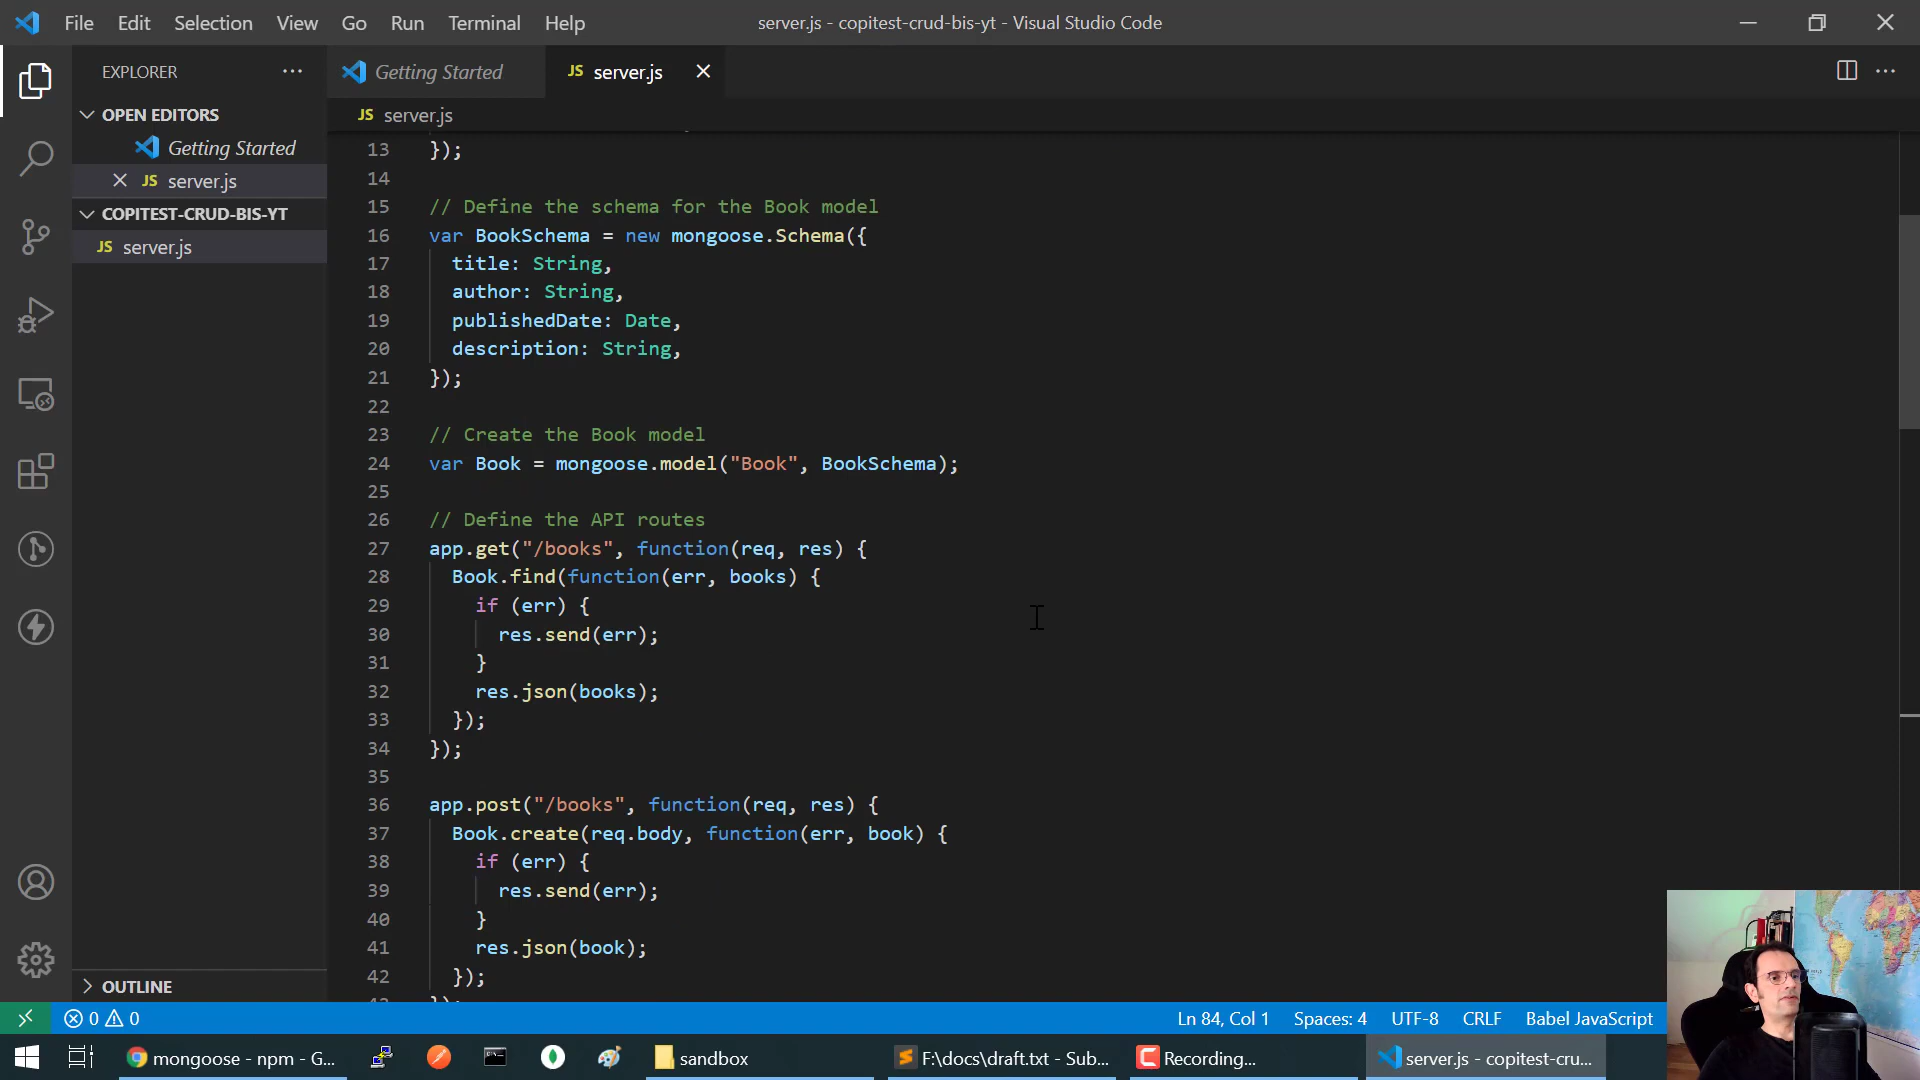 File Edit Selection View Go Run Terminal Help
server.js - copitest-crud-bis-yt - Visual Studio Code
EXPLORER
OPEN EDITORS
Getting Started
JS server.js
COPITEST-CRUD-BIS-YT
JS server.js
OUTLINE
Getting Started
JS server.js
JS server.js
13 });
14
15 // Define the schema for the Book model
16 var BookSchema = new mongoose.Schema({
17 title: String,
18 author: String,
19 publishedDate: Date,
20 description: String,
21 });
22
23 // Create the Book model
24 var Book = mongoose.model("Book", BookSchema);
25
26 // Define the API routes
27 app.get("/books", function(req, res) {
28 Book.find(function(err, books) {
29 if (err) {
30 res.send(err);
31 }
32 res.json(books);
33 });
34 });
35
36 app.post("/books", function(req, res) {
37 Book.create(req.body, function(err, book) {
38 if (err) {
39 res.send(err);
40 }
41 res.json(book);
42 });
0 0
Ln 84, Col 1 Spaces: 4 UTF-8 CRLF Babel JavaScript
mongoose - npm - G... sandbox F:\docs\draft.txt - Sub... Recording... server.js - copitest-cru...